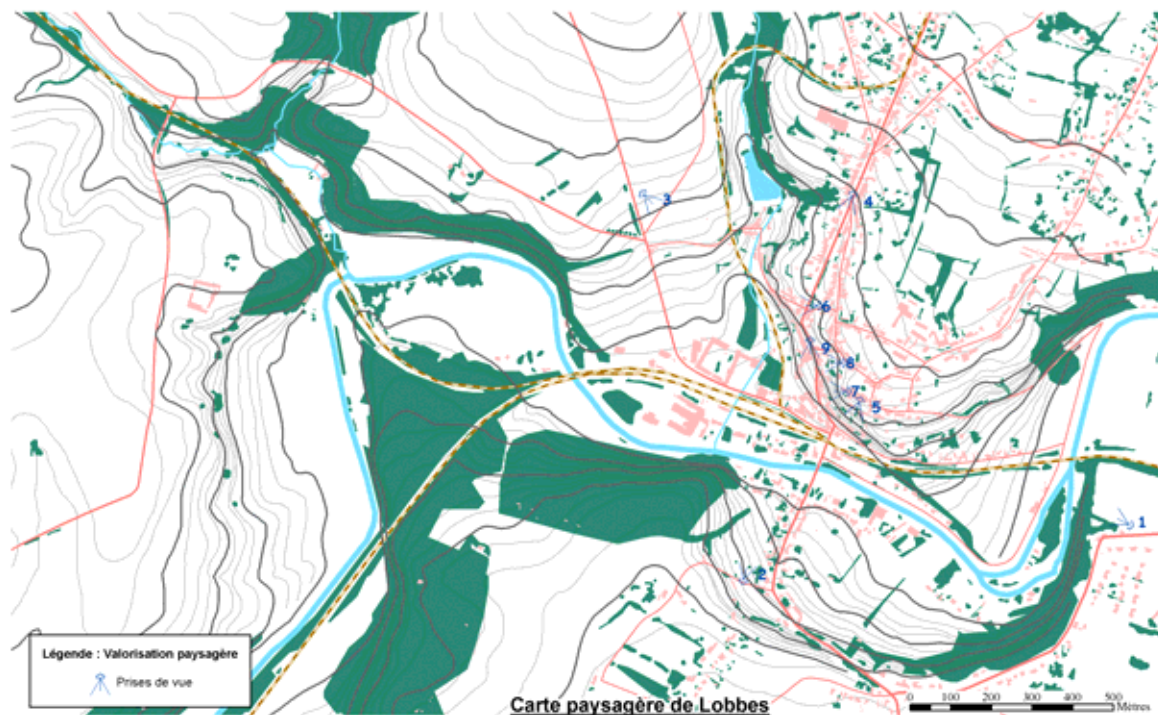 3
4
6
9
8
7
5
1
2
Légende : Valorisation paysagère
Prises de vue
Carte paysagère de Lobbes
0 100 200 300 400 500
Mètres